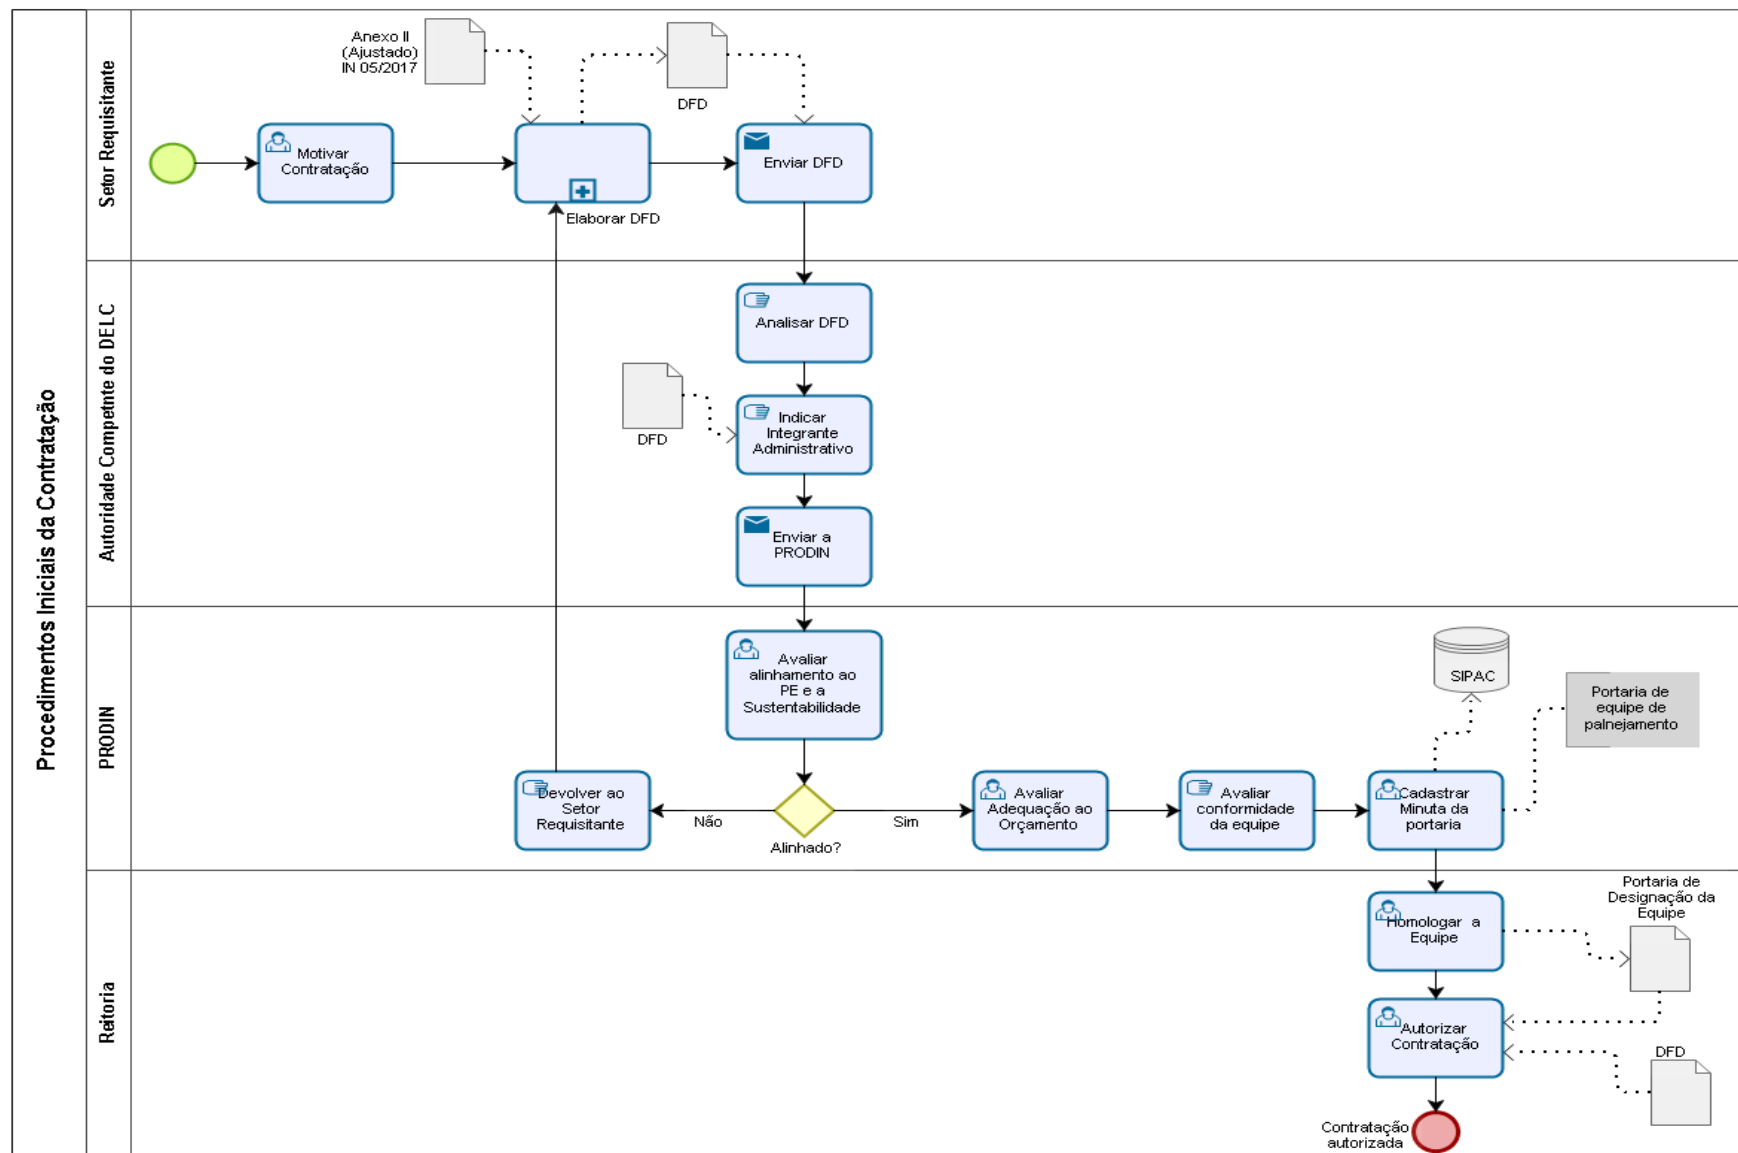 Procedimentos Iniciais da Contratação
Setor Requisitante
Anexo II
(Ajustado)
IN 05/2017
DFD
Motivar
Contratação
Elaborar DFD
Enviar DFD
Autoridade Competnte do DELC
Analisar DFD
DFD
Indicar
Integrante
Administrativo
Enviar a
PRODIN
PRODIN
Avaliar
alinhamento ao
PE e a
Sustentabilidade
SIPAC
Portaria de
equipe de
palnejamento
Devolver ao
Setor
Requisitante
Não
Alinhado?
Sim
Avaliar
Adequação ao
Orçamento
Avaliar
conformidade
da equipe
Cadastrar
Minuta da
portaria
Reitoria
Homologar a
Equipe
Portaria de
Designação da
Equipe
Autorizar
Contratação
DFD
Contratação
autorizada